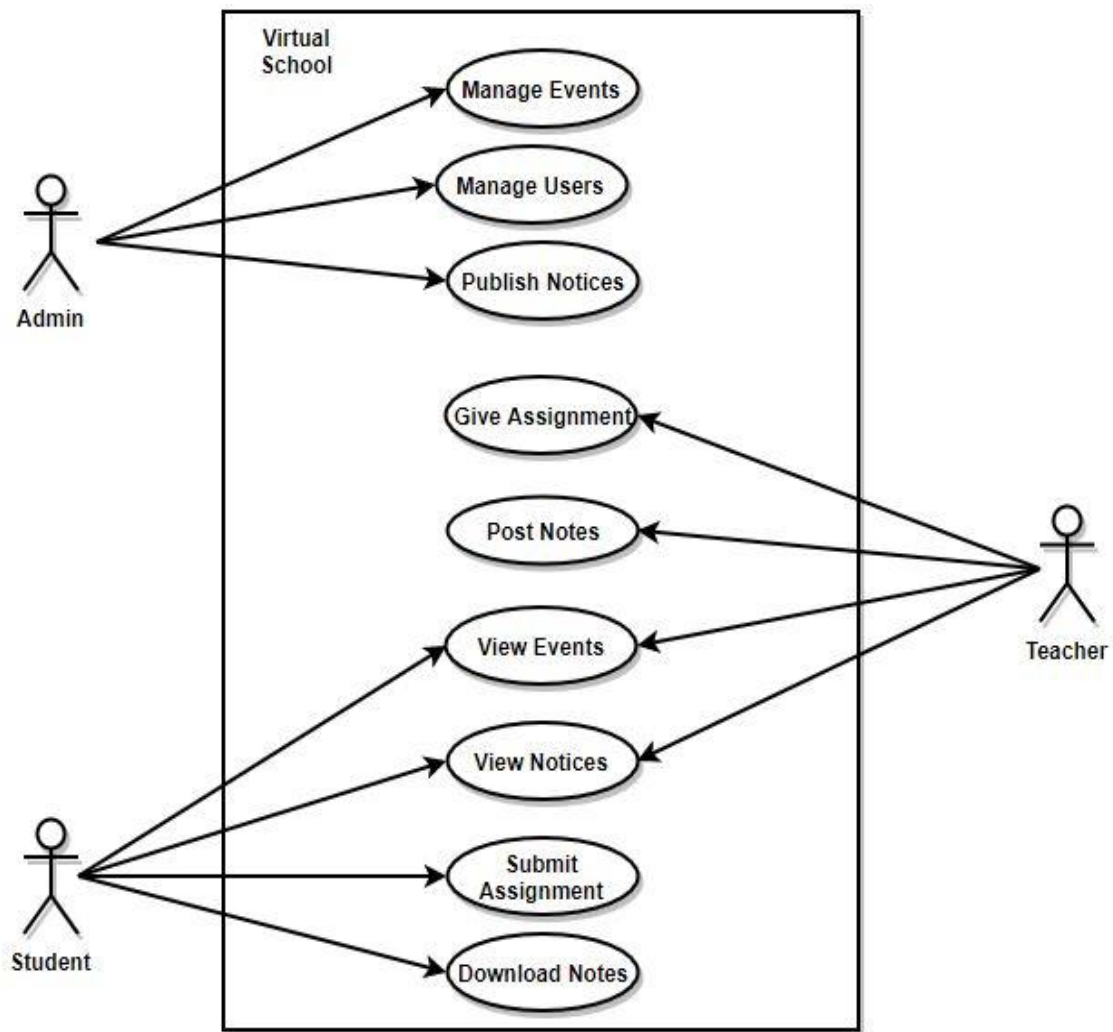 Virtual
School
Manage Events
Manage Users
Publish Notices
Admin
Give Assignment
Post Notes
View Events
Teacher
View Notices
Submit
Assignment
Student
Download Notes